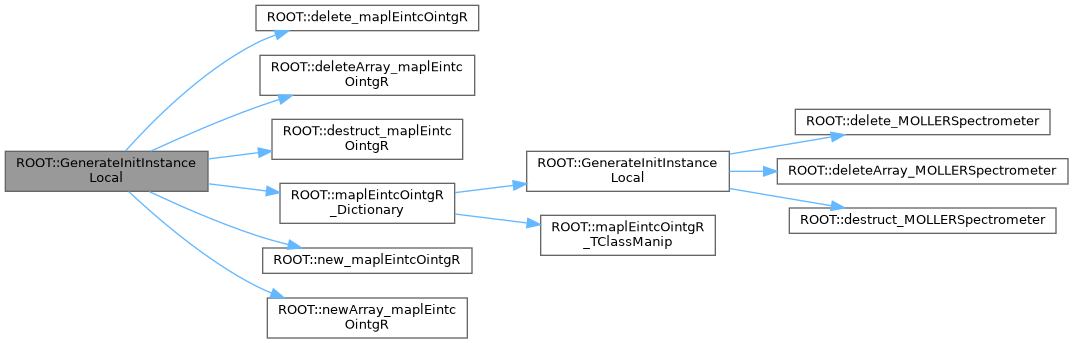 ROOT::GenerateInitInstance
Local
ROOT::delete_maplEintcOintgR
ROOT::deleteArray_maplEintc
OintgR
ROOT::destruct_maplEintc
OintgR
ROOT::maplEintcOintgR
_Dictionary
ROOT::new_maplEintcOintgR
ROOT::newArray_maplEintc
OintgR
ROOT::GenerateInitInstance
Local
ROOT::maplEintcOintgR
_TClassManip
ROOT::delete_MOLLERSpectrometer
ROOT::deleteArray_MOLLERSpectrometer
ROOT::destruct_MOLLERSpectrometer